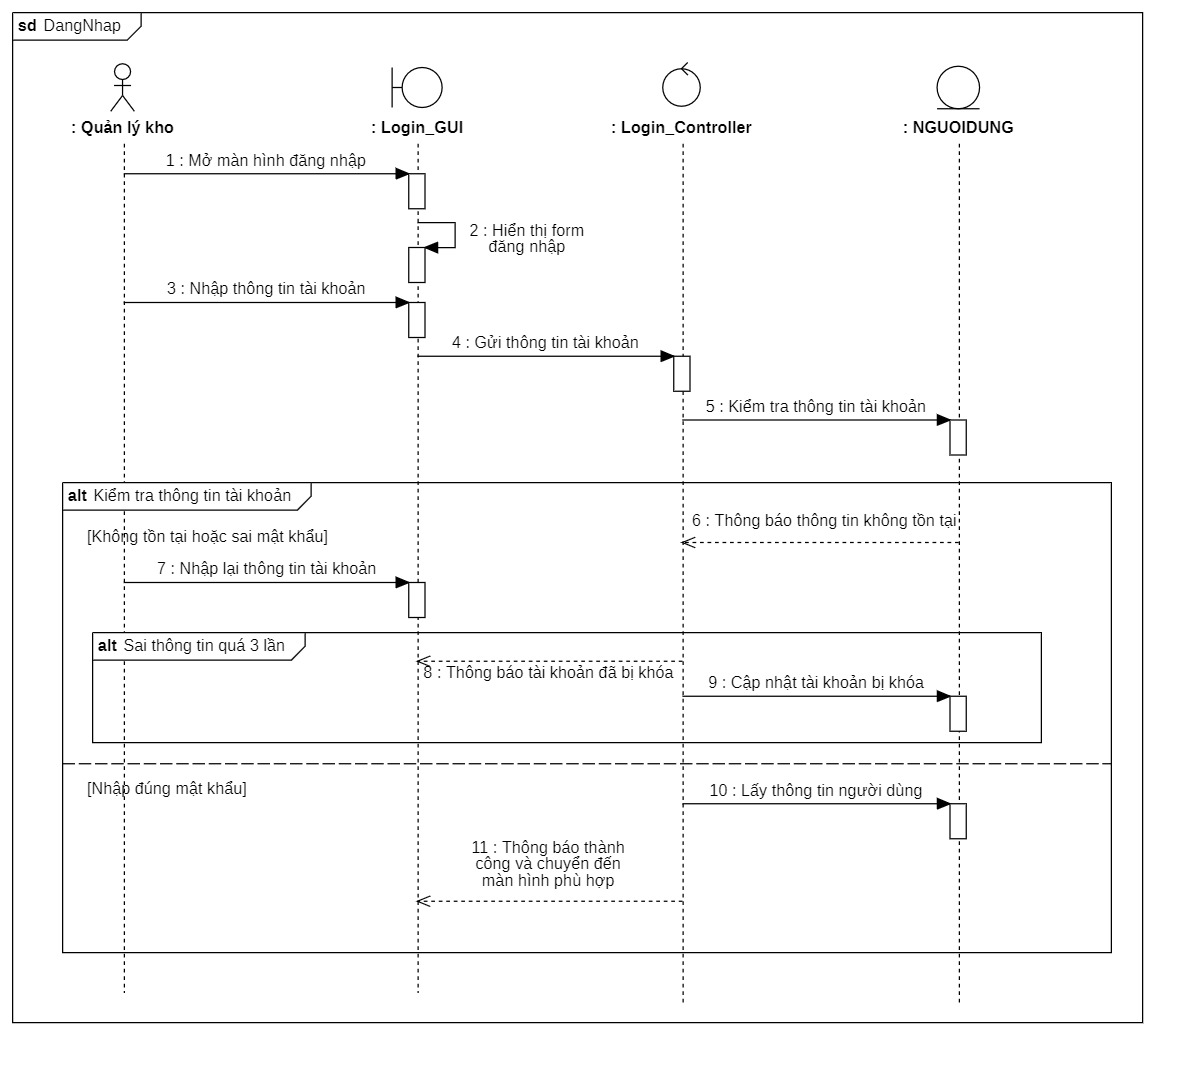 sd DangNhap
: Quản lý kho
: Login_GUI
: Login_Controller
: NGUOIDUNG
1 : Mở màn hình đăng nhập
2 : Hiển thị form
đăng nhập
3 : Nhập thông tin tài khoản
4 : Gửi thông tin tài khoản
5 : Kiểm tra thông tin tài khoản
alt Kiểm tra thông tin tài khoản
6 : Thông báo thông tin không tồn tại
[Không tồn tại hoặc sai mật khẩu]
7 : Nhập lại thông tin tài khoản
alt Sai thông tin quá 3 lần
8 : Thông báo tài khoản đã bị khóa
9 : Cập nhật tài khoản bị khóa
[Nhập đúng mật khẩu]
10 : Lấy thông tin người dùng
11 : Thông báo thành
công và chuyển đến
màn hình phù hợp